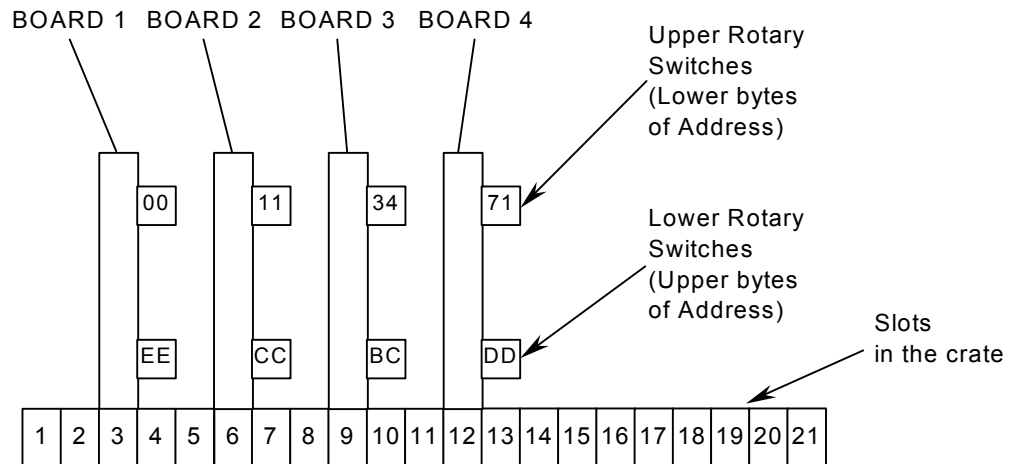 BOARD 1 BOARD 2 BOARD 3 BOARD 4
Upper Rotary
Switches
(Lower bytes
of Address)
00 11 34 71
Lower Rotary
Switches
(Upper bytes
of Address)
EE CC BC DD
Slots
in the crate
1 2 3 4 5 6 7 8 9 10 11 12 13 14 15 16 17 18 19 20 21